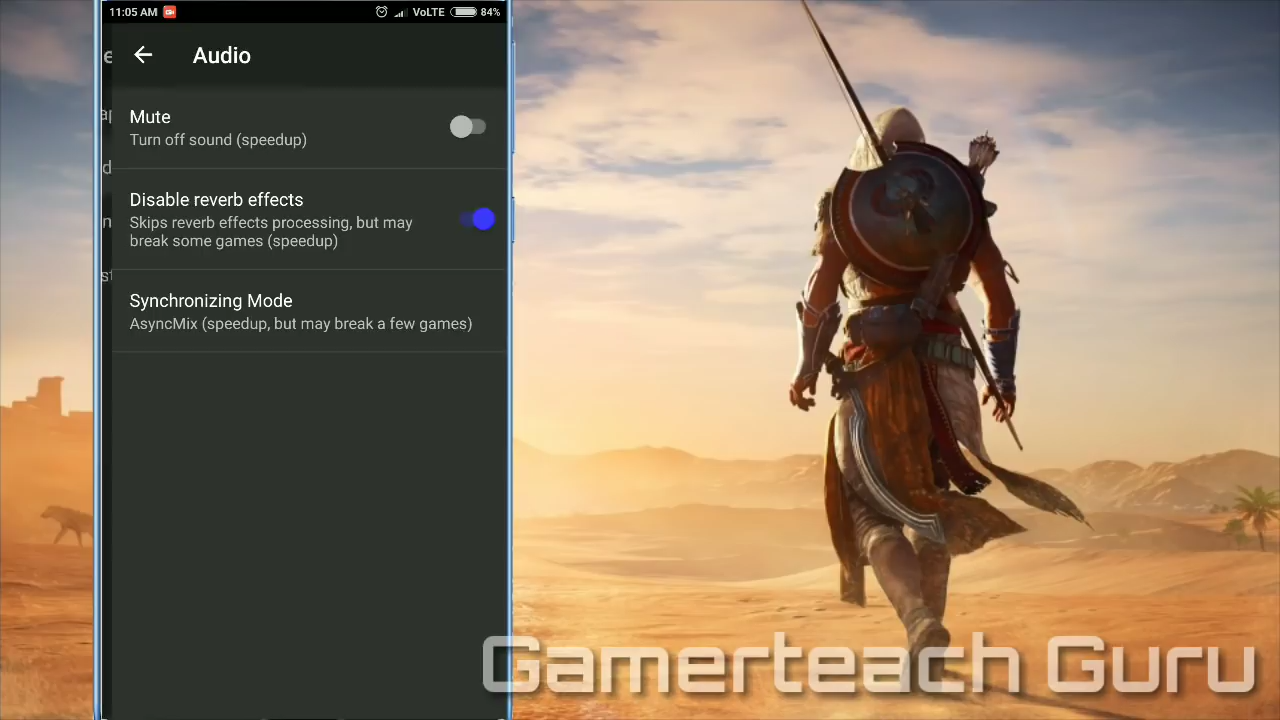 11:05 AM
VoLTE 84%
Audio
Mute
Turn off sound (speedup)
Disable reverb effects
Skips reverb effects processing, but may
break some games (speedup)
Synchronizing Mode
AsyncMix (speedup, but may break a few games)
Gamerteach Guru